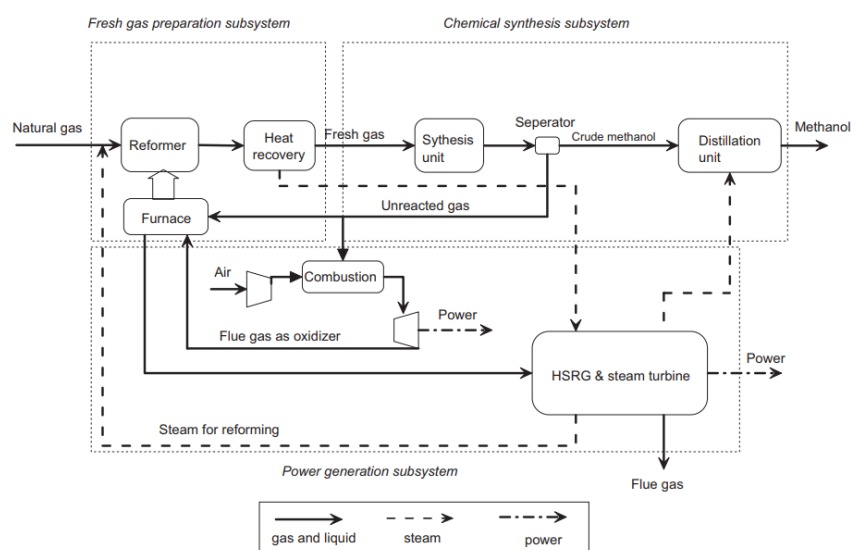 Fresh gas preparation subsystem
Chemical synthesis subsystem
Natural gas
Reformer
Heat
recovery
Fresh gas
Sythesis
unit
Seperator
Crude methanol
Distillation
unit
Methanol
Unreacted gas
Furnace
Air
Combustion
Power
Flue gas as oxidizer
HSRG & steam turbine
Power
Steam for reforming
Power generation subsystem
Flue gas
gas and liquid
steam
power